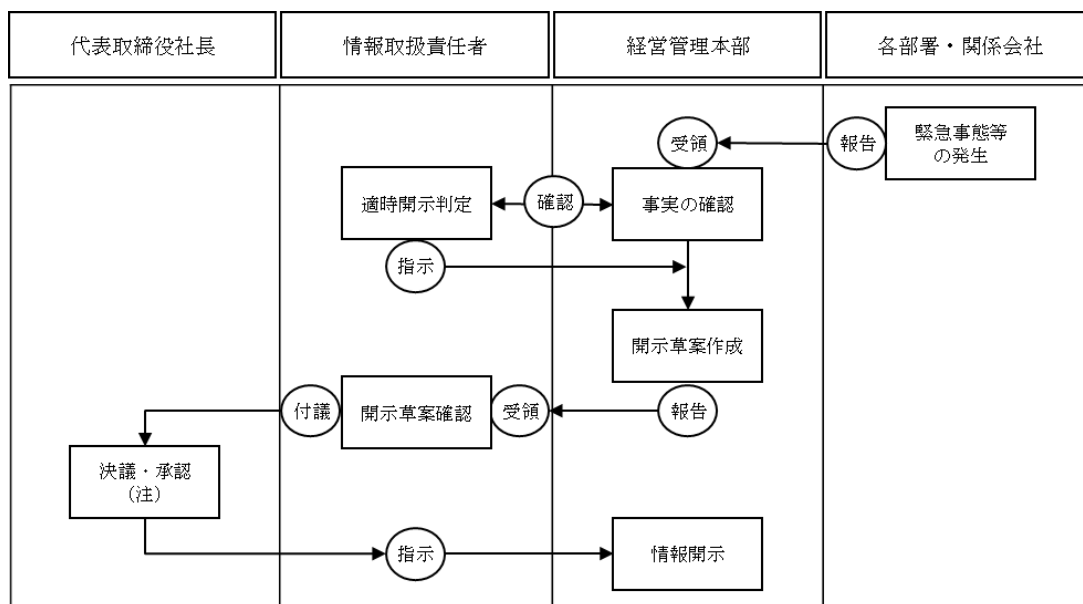 代表取締役社長
情報取扱責任者
経営管理本部
各部署・関係会社
緊急事態等
の発生
報告
受領
適時開示判定
確認
事実の確認
指示
開示草案作成
報告
受領
開示草案確認
付議
決議・承認
(注)
指示
情報開示